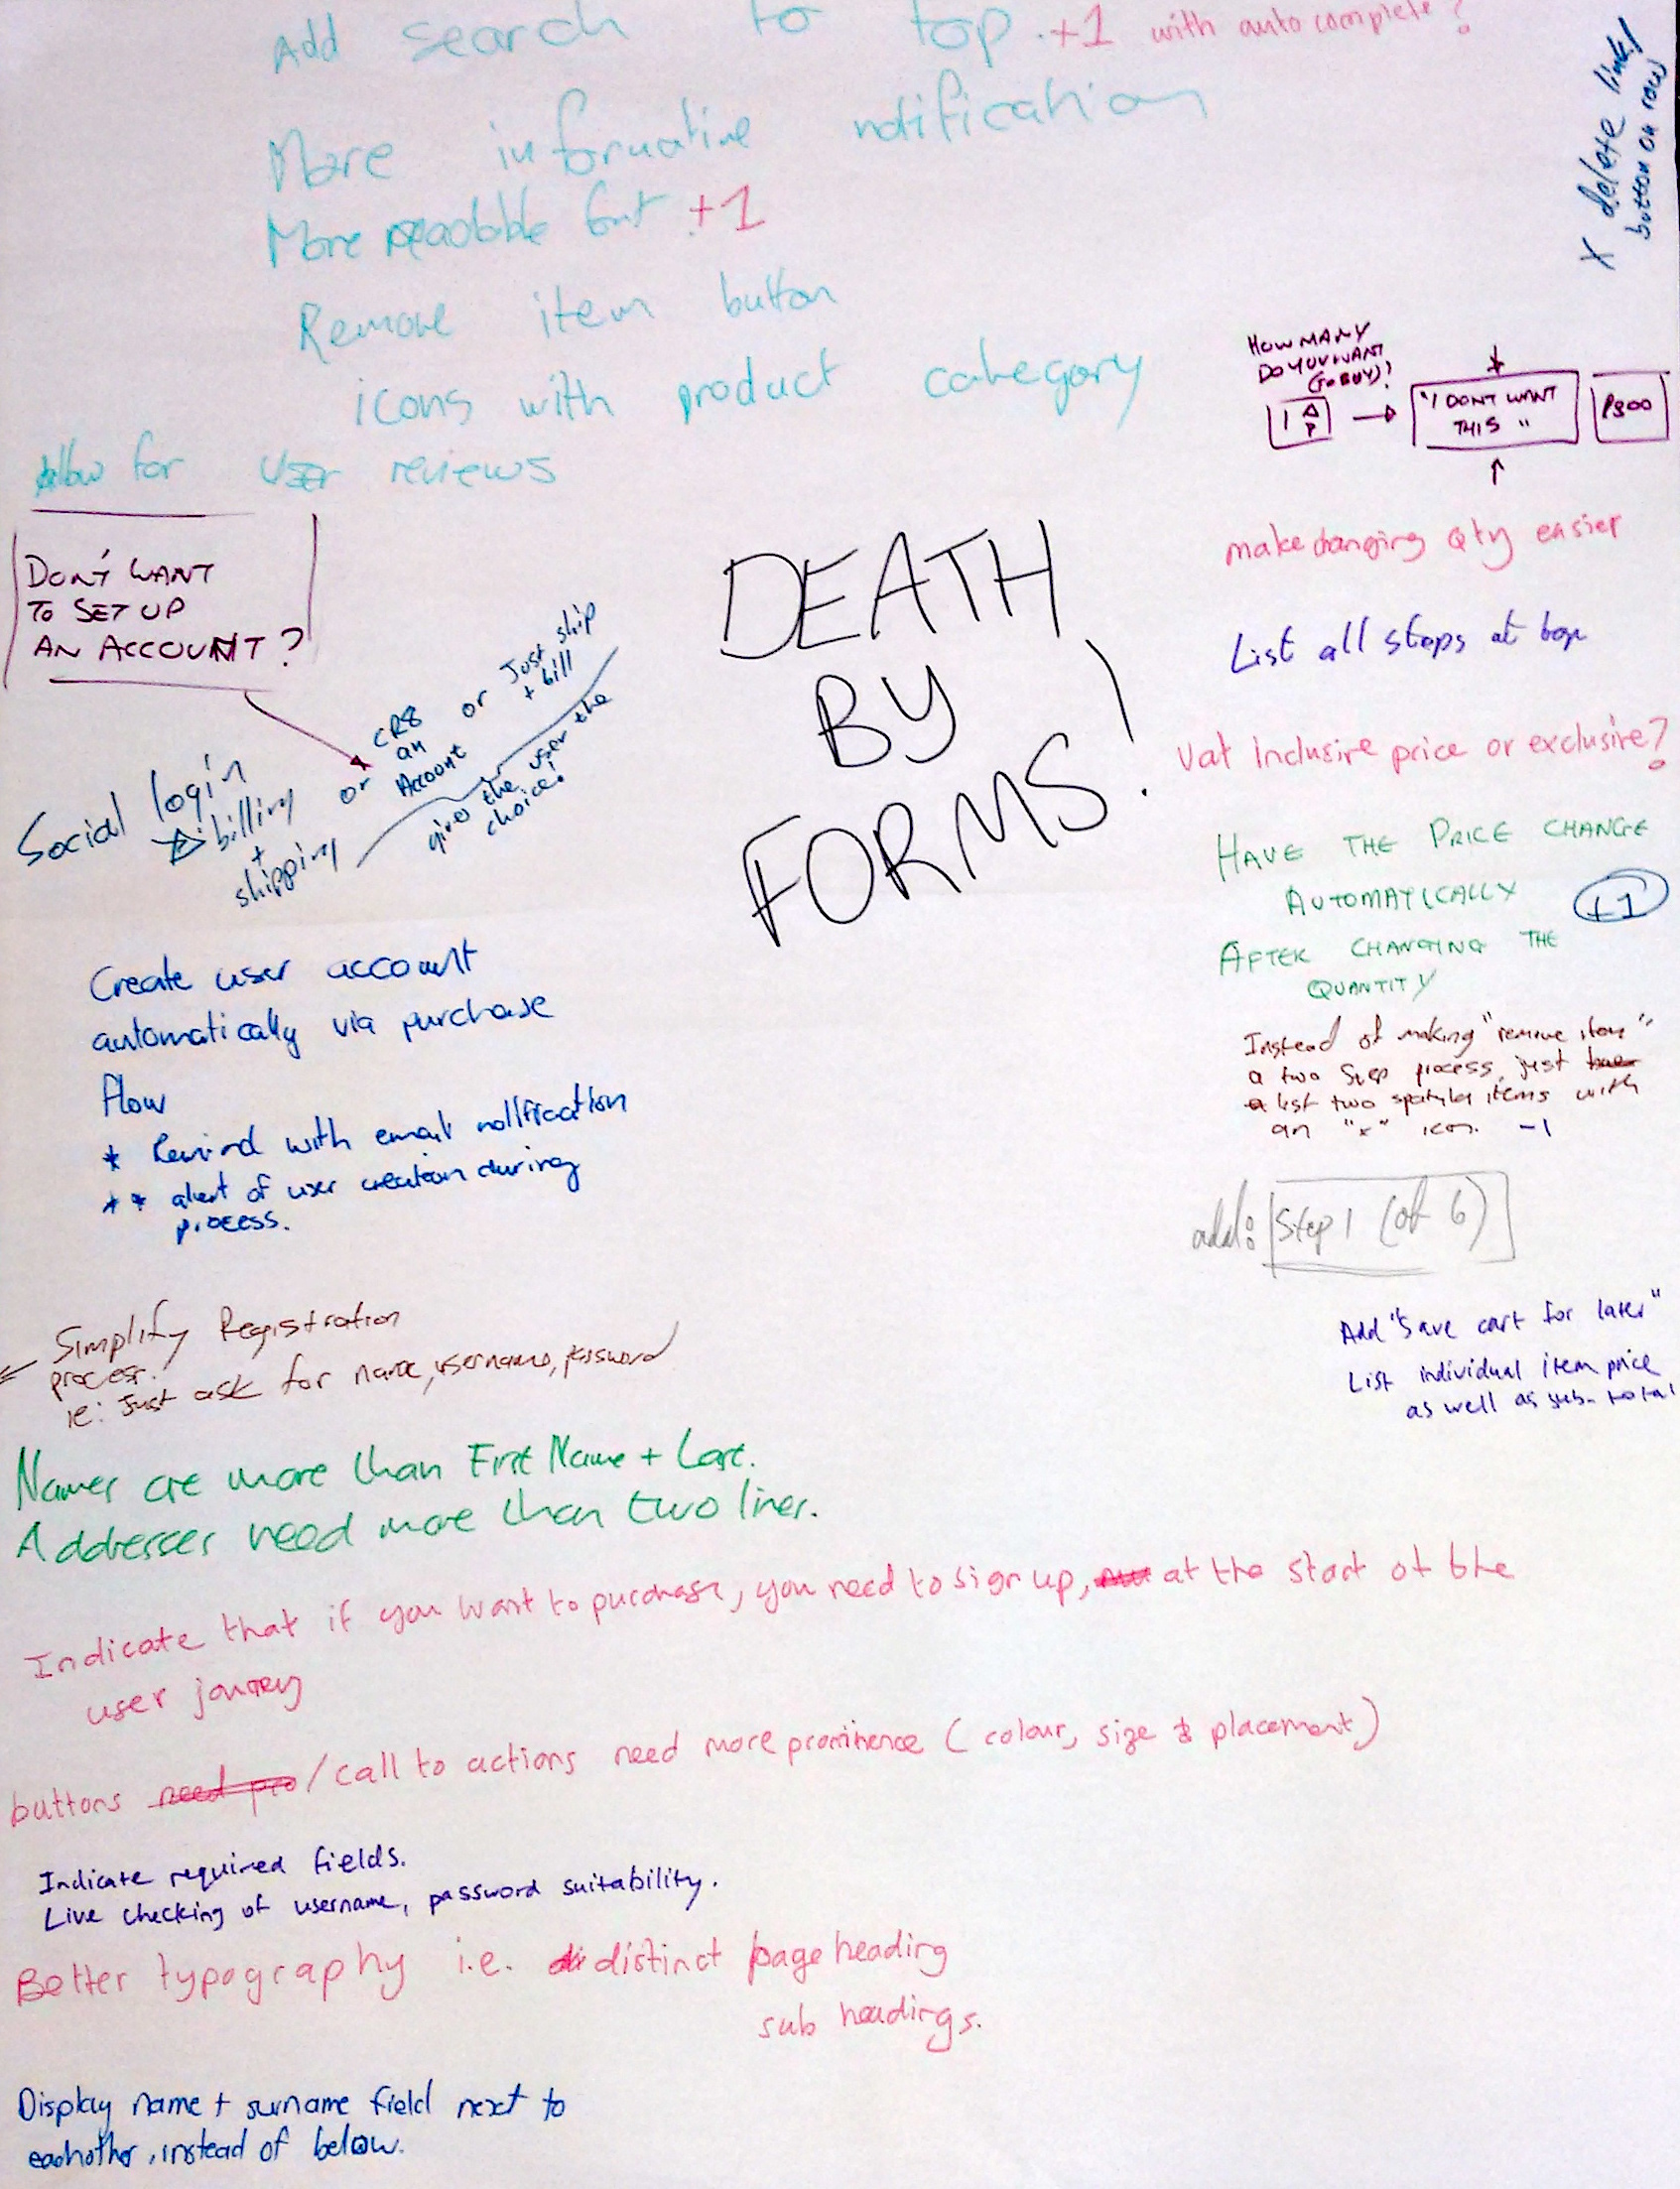 Add search to top. +1 with auto complete?
More informative notification
More readable font +1
Remove item button
icons with product category
Allow for user reviews
X delete link/
button on row
HOW MANY
DO YOU WANT
(TO BUY)?
1
"I DONT WANT
THIS"
make changing qty easier
List all steps at top
Vat inclusive price or exclusive?
HAVE THE PRICE CHANGE
AUTOMATICALLY
AFTER CHANGING THE
QUANTITY
+1
Instead of making "remove item"
a two step process, just
list two items with
an "x" icon. -1
add: Step 1 (of 6)
Add "Save cart for later"
List individual item price
as well as sub-total
DON'T WANT
TO SET UP
AN ACCOUNT?
Social login
billing
+
shipping
or
CR8
an
Account
or
Just ship
+ bill
give the user the
choice!
DEATH
BY
FORMS!
Create user account
automatically via purchase
flow
* Remind with email notification
** alert of user creation during
process.
Simplify Registration
process!
ie: Just ask for name, username, password
Names are more than First Name + Last.
Addresses need more than two lines.
Indicate that if you want to purchase, you need to sign up, at the start of the
user jouney
buttons need pro/call to actions need more prominence (colour, size & placement)
Indicate required fields.
Live checking of username, password suitability.
Better typography i.e. distinct page heading
sub headings.
Display name + surname field next to
eachother, instead of below.